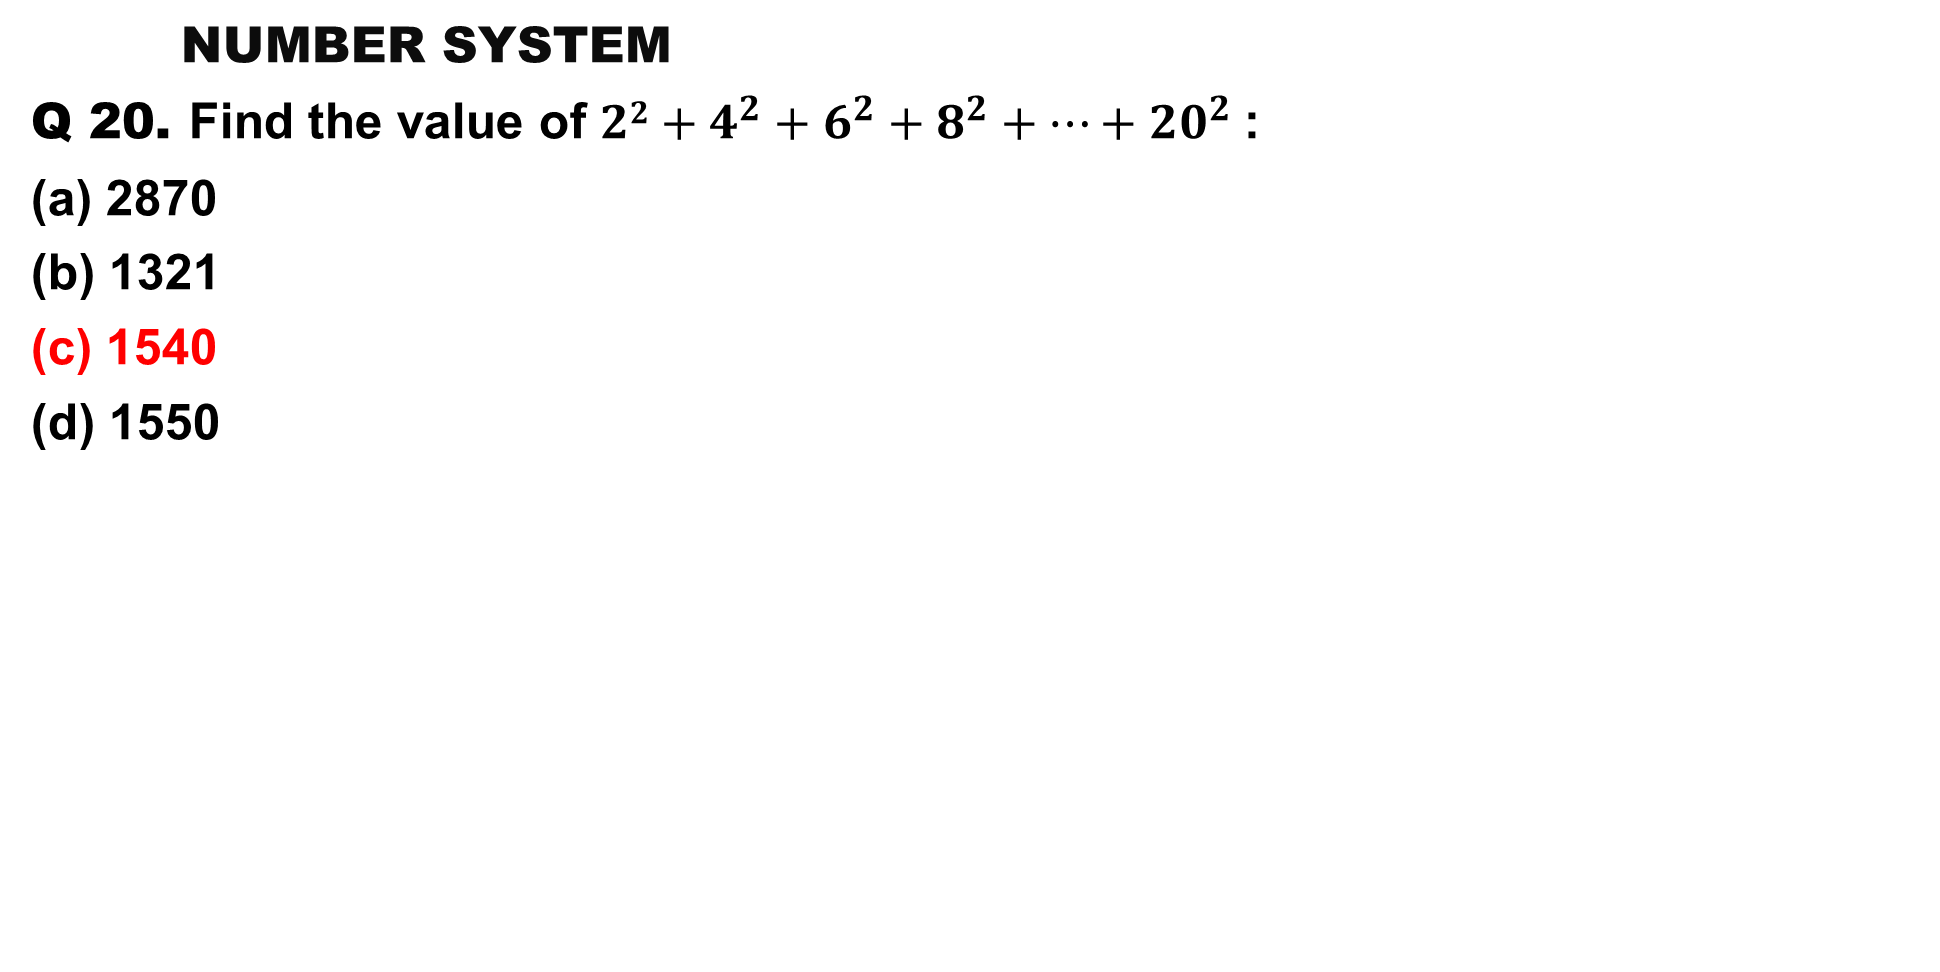 NUMBER SYSTEM
Q 20. Find the value of 2² + 4² + 6² + 8² + ⋯ + 20² :
(a) 2870
(b) 1321
(c) 1540
(d) 1550